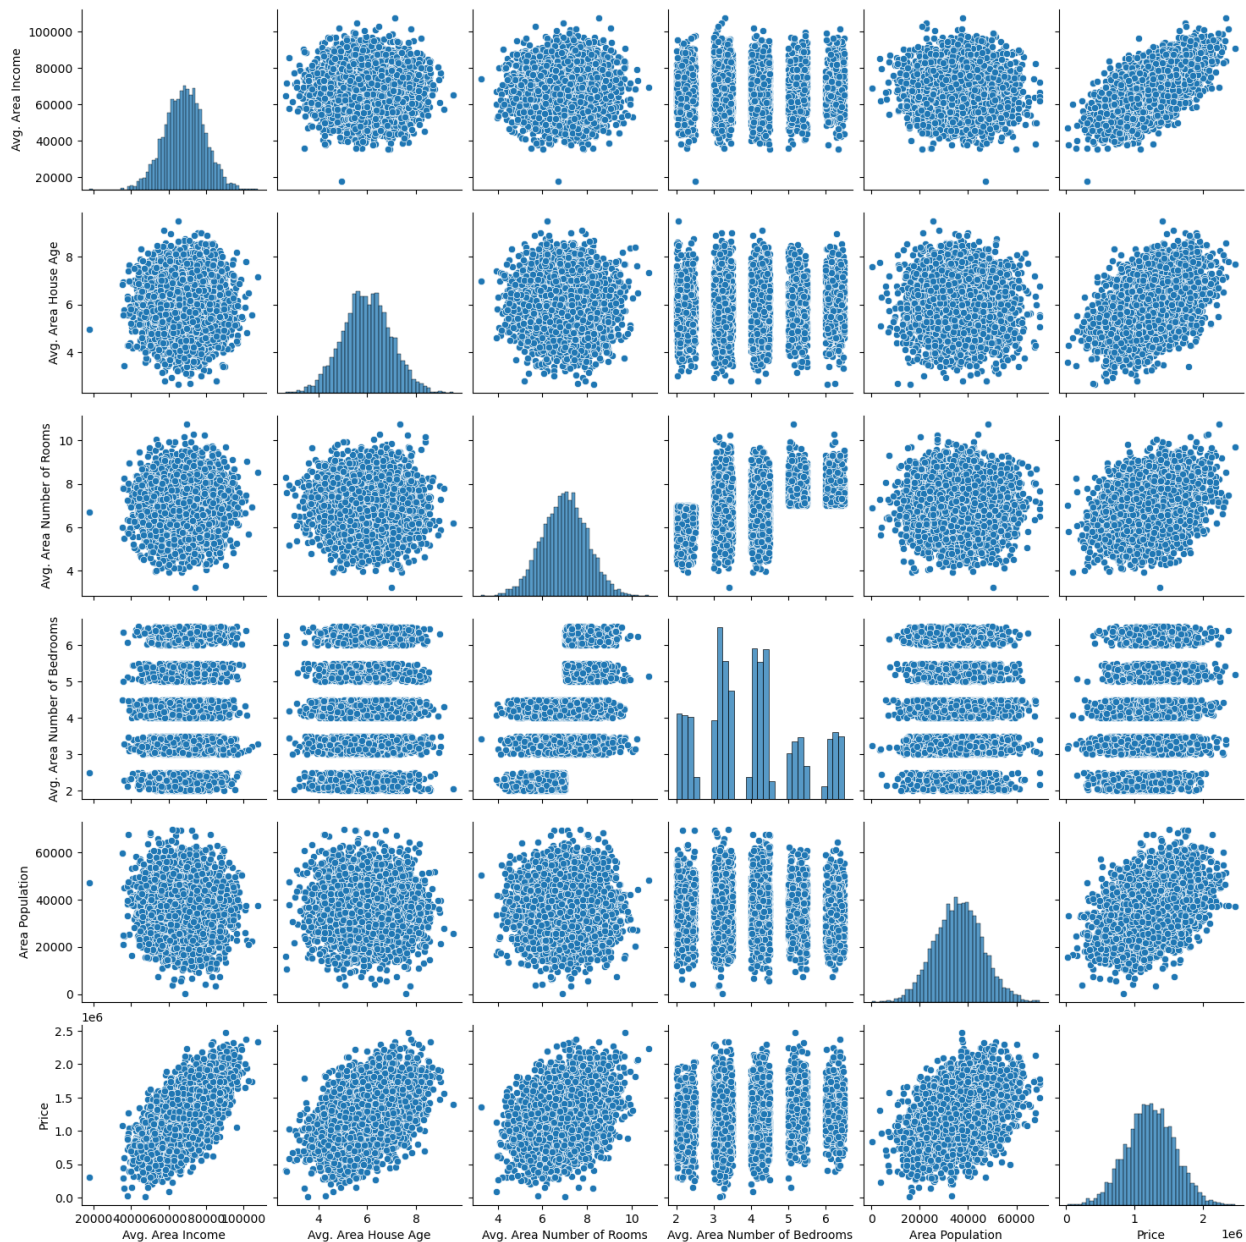 100000
80000
60000
40000
20000
Avg. Area Income
8
6
4
Avg. Area House Age
10
8
6
4
Avg. Area Number of Rooms
6
5
4
3
2
Avg. Area Number of Bedrooms
60000
40000
20000
0
Area Population
1e6
2.5
2.0
1.5
1.0
0.5
0.0
Price
20000 40000 60000 80000 100000
Avg. Area Income
4 6 8
Avg. Area House Age
4 6 8 10
Avg. Area Number of Rooms
2 3 4 5 6
Avg. Area Number of Bedrooms
0 20000 40000 60000
Area Population
0 1 2
1e6
Price